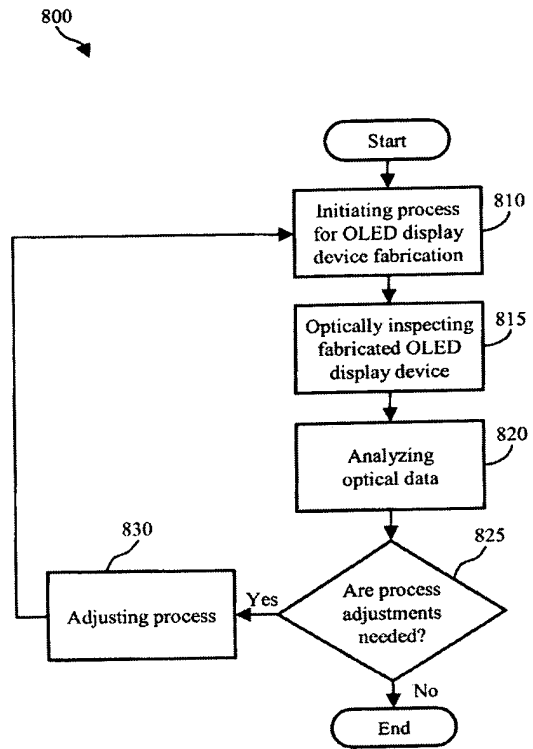 800
Start
810
Initiating process
for OLED display
device fabrication
815
Optically inspecting
fabricated OLED
display device
820
Analyzing
optical data
825
Are process
adjustments
needed?
Yes
830
Adjusting process
No
End